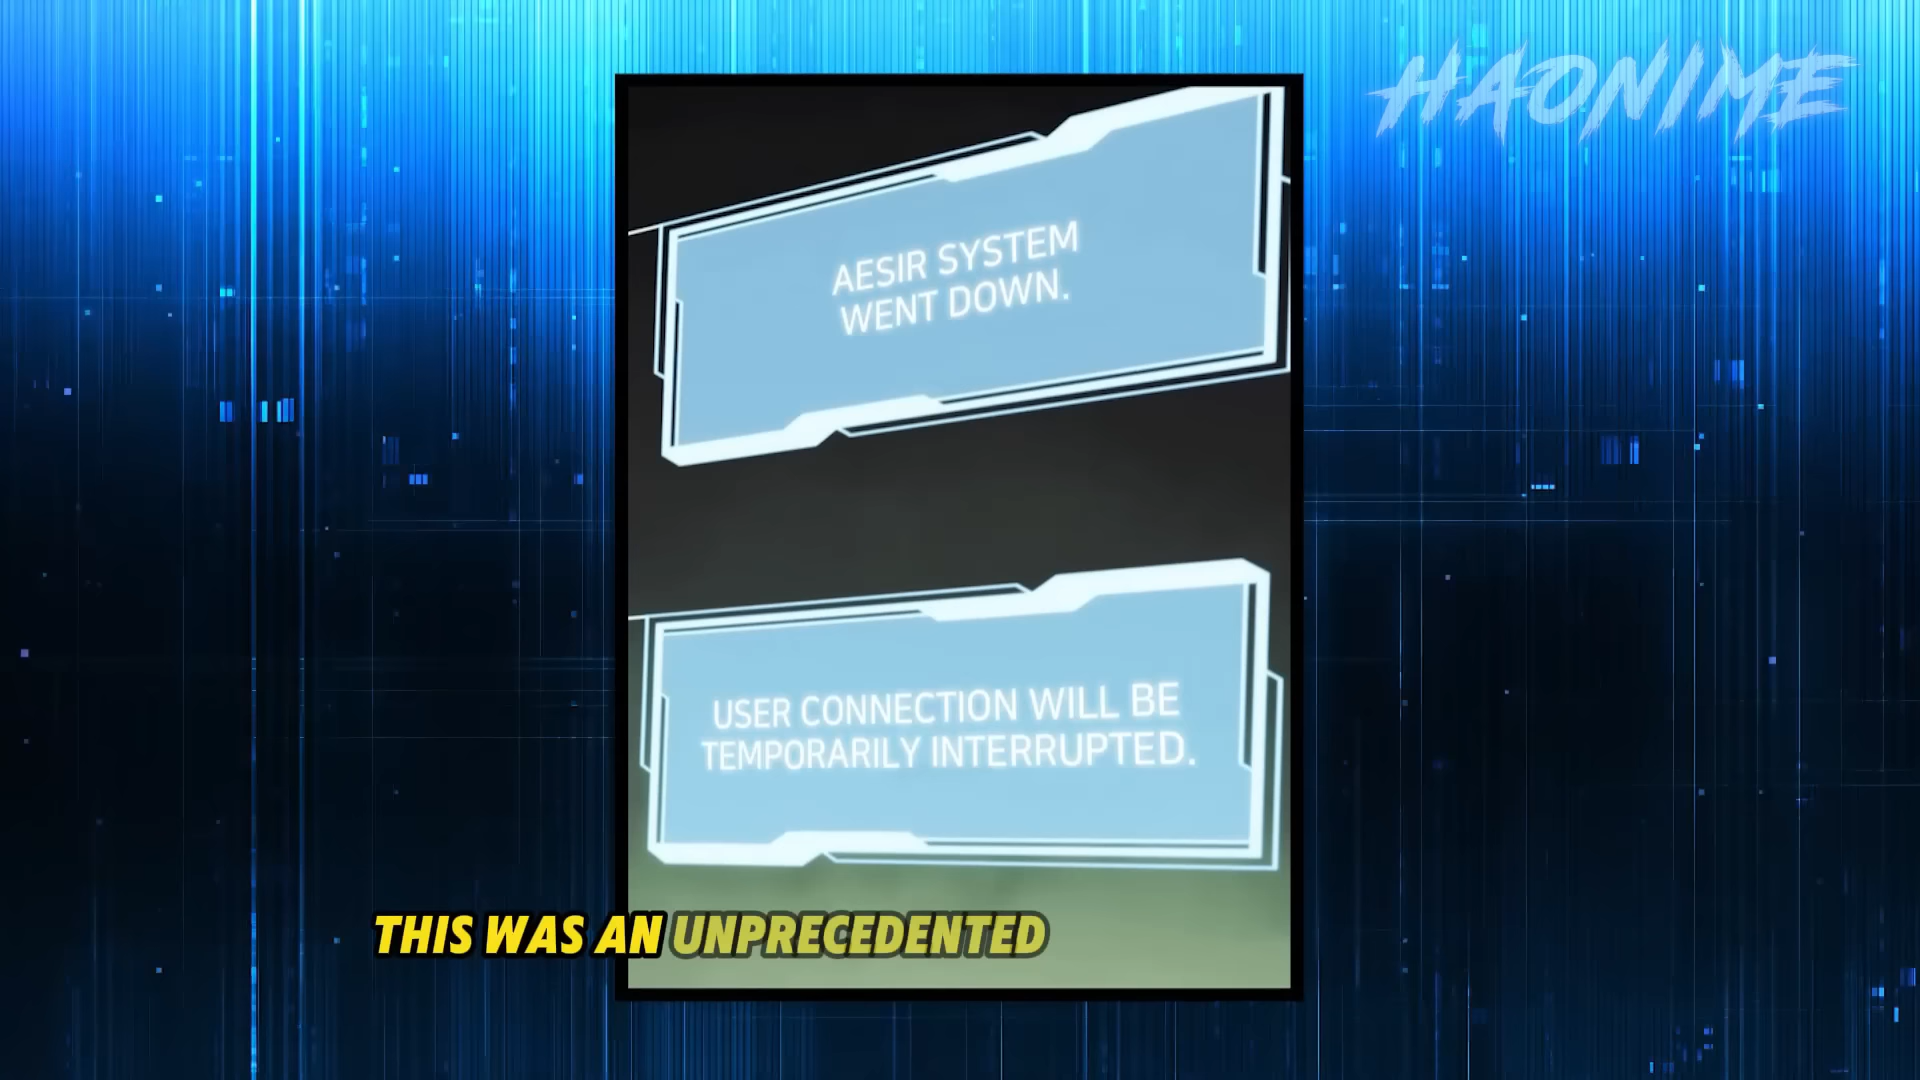 HAONIME
AESIR SYSTEM
WENT DOWN.
USER CONNECTION WILL BE
TEMPORARILY INTERRUPTED.
THIS WAS AN UNPRECEDENTED